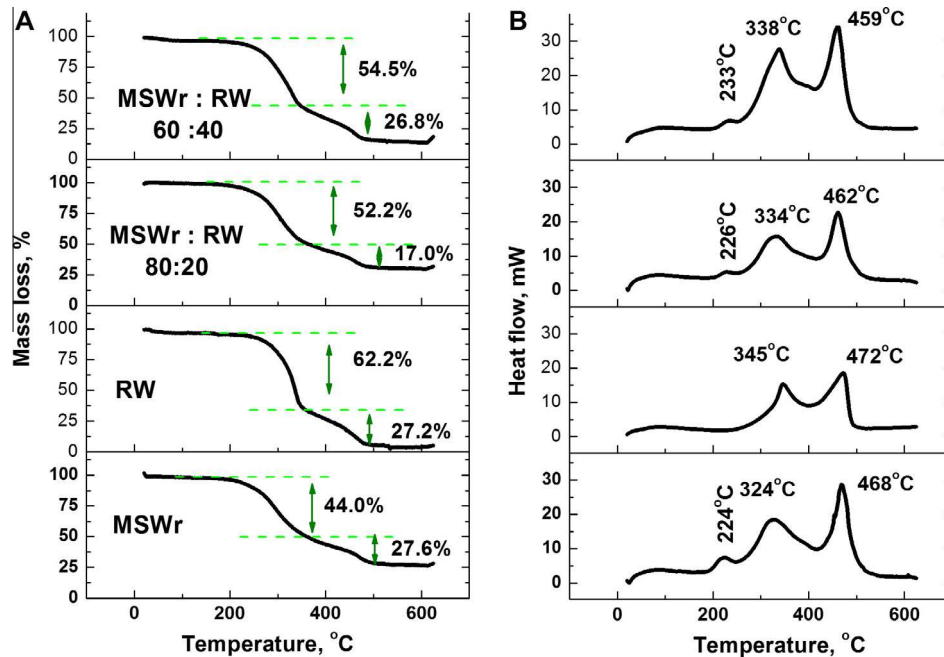 A
Mass loss, %
100
75
50
25
0
54.5%
26.8%
MSWr : RW
60 :40
100
75
50
25
0
52.2%
17.0%
MSWr : RW
80:20
100
75
50
25
0
62.2%
27.2%
RW
100
75
50
25
0
44.0%
27.6%
MSWr
0 200 400 600
Temperature, °C
B
Heat flow, mW
30
20
10
0
233°C
338°C
459°C
30
20
10
0
226°C
334°C
462°C
30
20
10
0
345°C
472°C
30
20
10
0
224°C
324°C
468°C
0 200 400 600
Temperature, °C